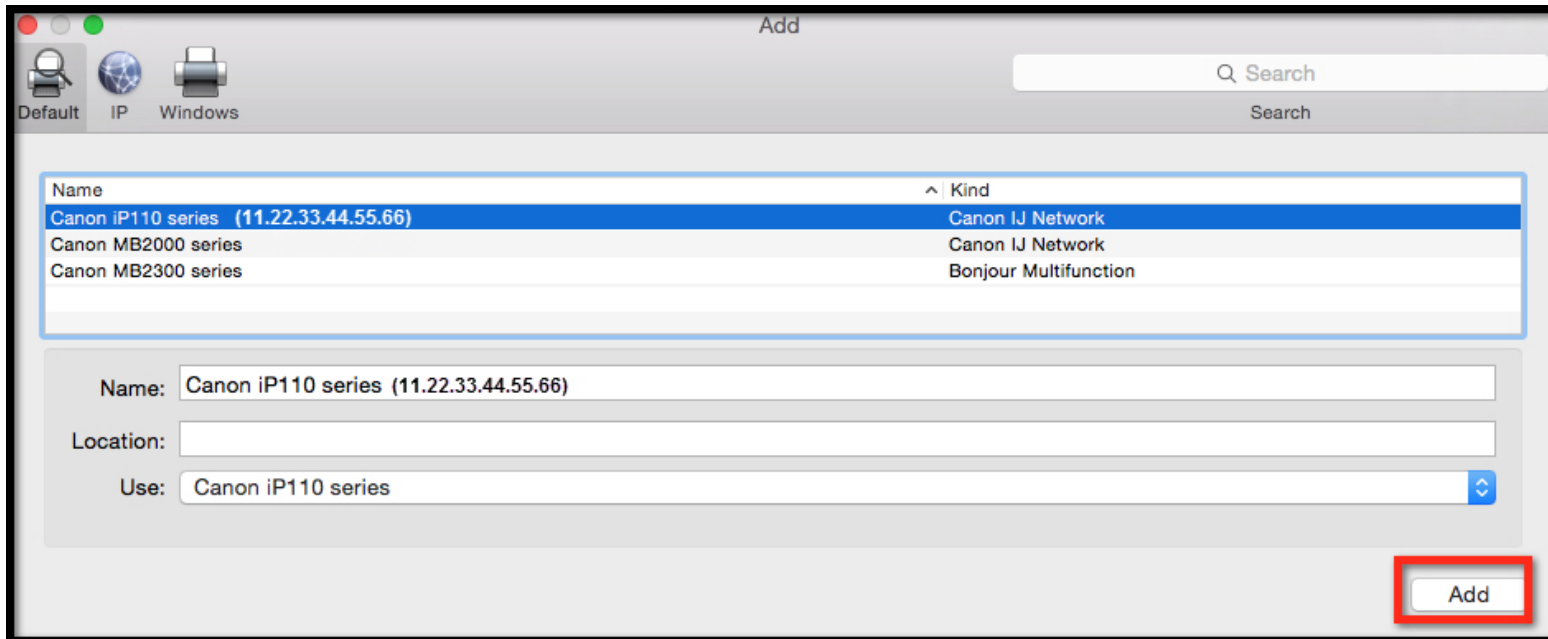 Add
Default IP Windows
Search
Search
Name Kind
Canon iP110 series (11.22.33.44.55.66) Canon IJ Network
Canon MB2000 series Canon IJ Network
Canon MB2300 series Bonjour Multifunction
Name: Canon iP110 series (11.22.33.44.55.66)
Location:
Use: Canon iP110 series
Add